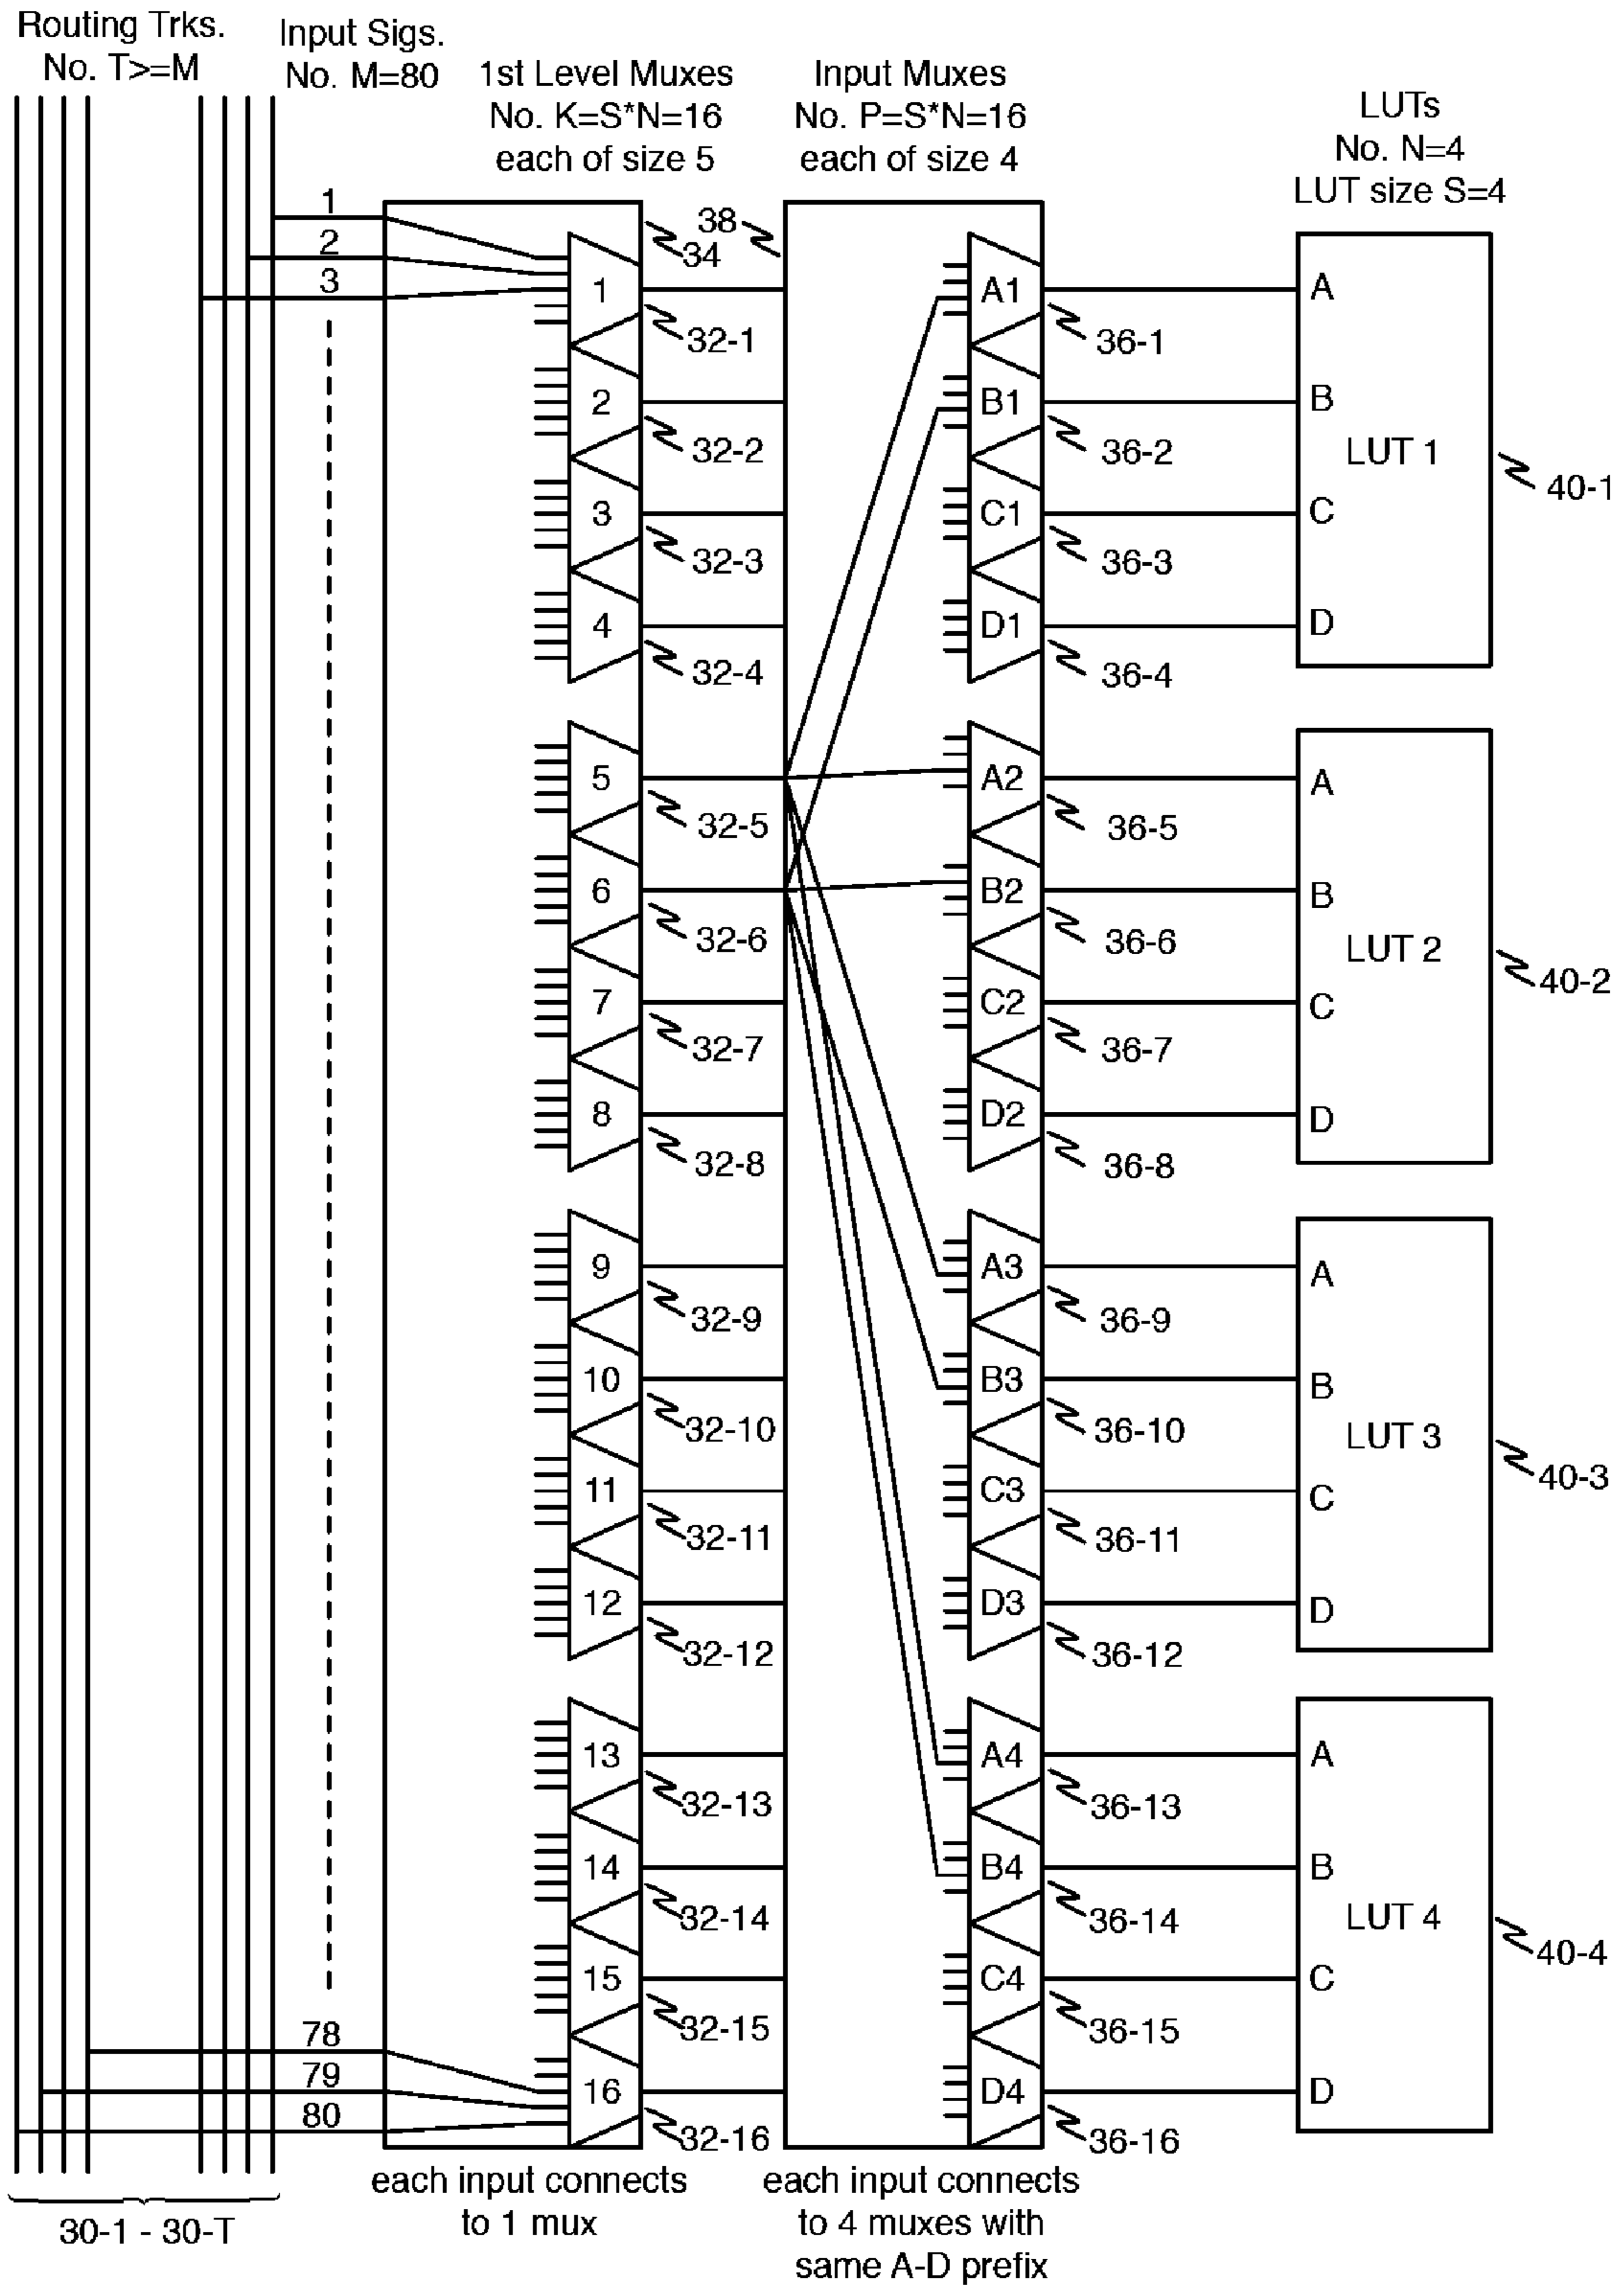 Routing Trks.
No. T>=M
Input Sigs.
No. M=80
1st Level Muxes
No. K=S*N=16
each of size 5
Input Muxes
No. P=S*N=16
each of size 4
LUTs
No. N=4
LUT size S=4
1
2
3
78
79
80
34
38
1
32-1
2
32-2
3
32-3
4
32-4
5
32-5
6
32-6
7
32-7
8
32-8
9
32-9
10
32-10
11
32-11
12
32-12
13
32-13
14
32-14
15
32-15
16
32-16
A1
36-1
B1
36-2
C1
36-3
D1
36-4
A2
36-5
B2
36-6
C2
36-7
D2
36-8
A3
36-9
B3
36-10
C3
36-11
D3
36-12
A4
36-13
B4
36-14
C4
36-15
D4
36-16
A
B
LUT 1
C
D
40-1
A
B
LUT 2
C
D
40-2
A
B
LUT 3
C
D
40-3
A
B
LUT 4
C
D
40-4
30-1 - 30-T
each input connects
to 1 mux
each input connects
to 4 muxes with
same A-D prefix